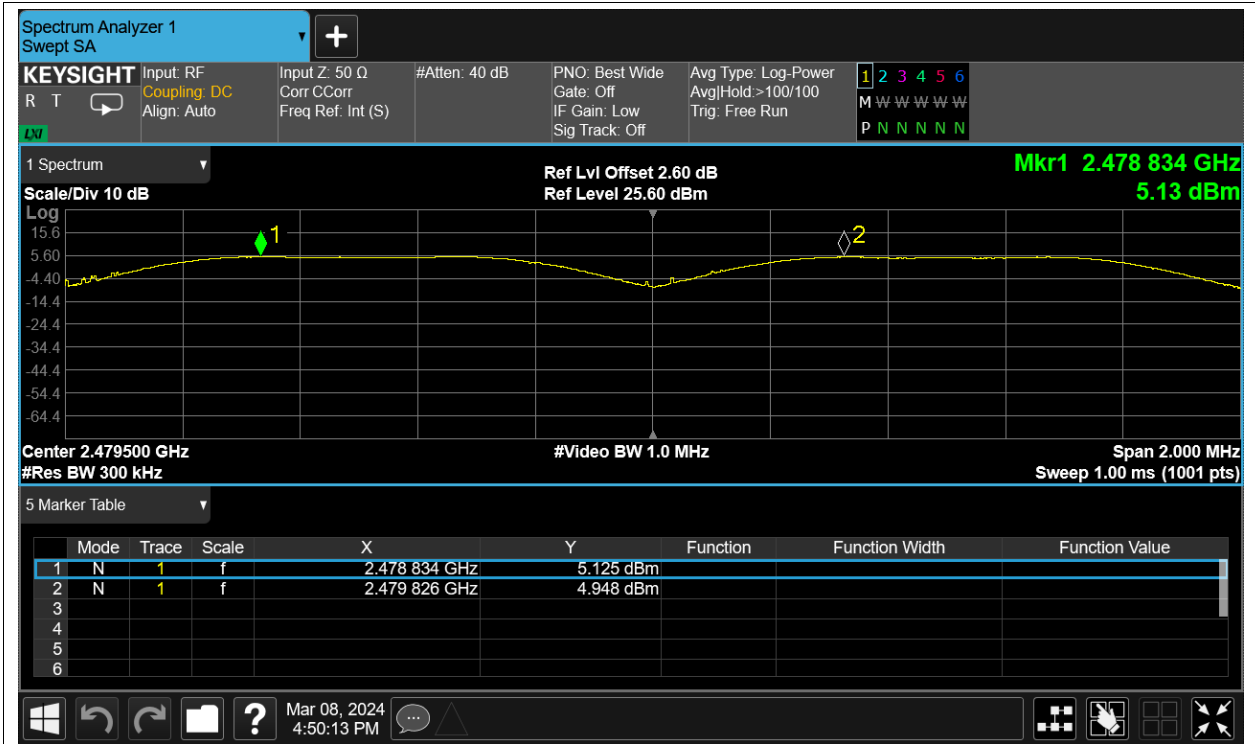 Spectrum Analyzer 1
Swept SA
KEYSIGHT
R T
LXI
Input: RF
Coupling: DC
Align: Auto
Input Z: 50 Ω
Corr CCorr
Freq Ref: Int (S)
#Atten: 40 dB
PNO: Best Wide
Gate: Off
IF Gain: Low
Sig Track: Off
Avg Type: Log-Power
Avg|Hold:>100/100
Trig: Free Run
1 2 3 4 5 6
M W W W W W
P N N N N N
1 Spectrum
Scale/Div 10 dB
Ref Lvl Offset 2.60 dB
Ref Level 25.60 dBm
Mkr1 2.478 834 GHz
5.13 dBm
Log
15.6
5.60
-4.40
-14.4
-24.4
-34.4
-44.4
-54.4
-64.4
1
2
Center 2.479500 GHz
#Res BW 300 kHz
#Video BW 1.0 MHz
Span 2.000 MHz
Sweep 1.00 ms (1001 pts)
5 Marker Table
Mode Trace Scale X Y Function Function Width Function Value
1 N 1 f 2.478 834 GHz 5.125 dBm
2 N 1 f 2.479 826 GHz 4.948 dBm
3
4
5
6
?
Mar 08, 2024
4:50:13 PM